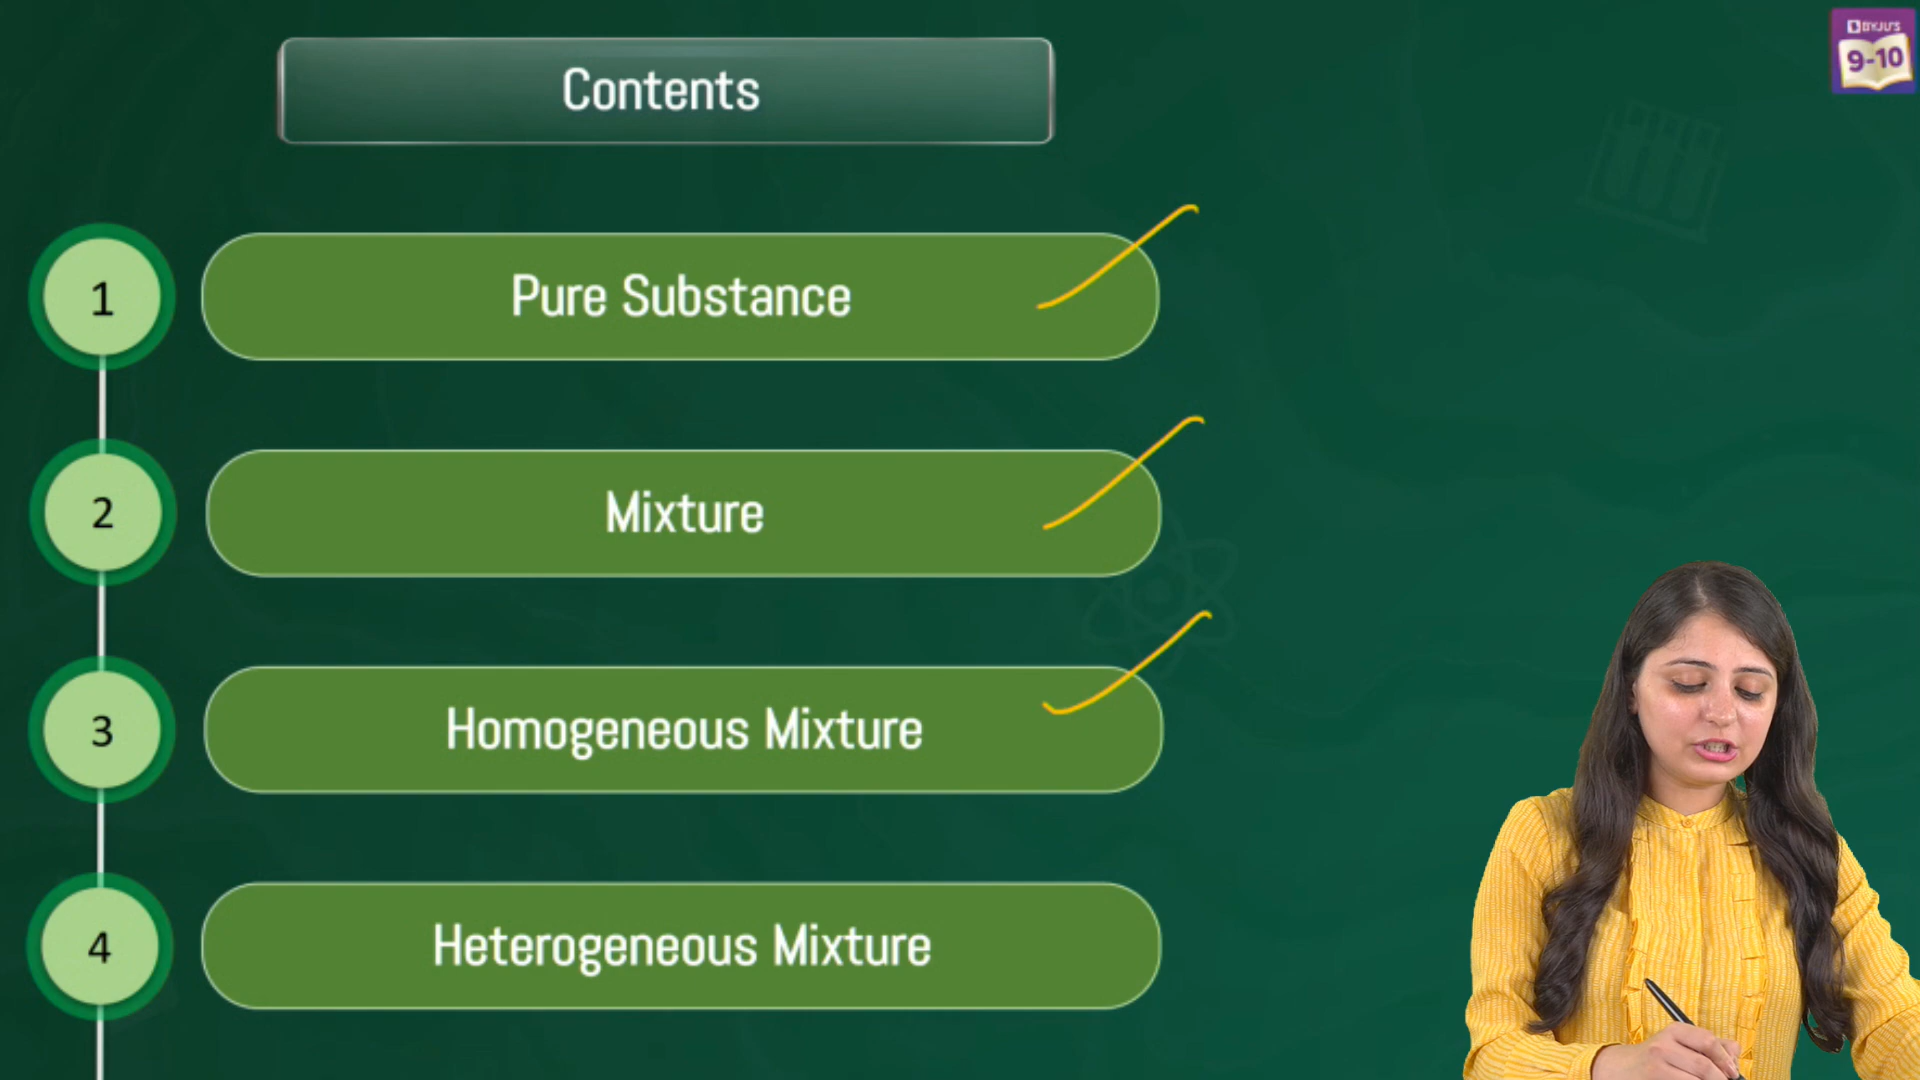 BYJU'S
9-10
Contents
1
Pure Substance
2
Mixture
3
Homogeneous Mixture
4
Heterogeneous Mixture